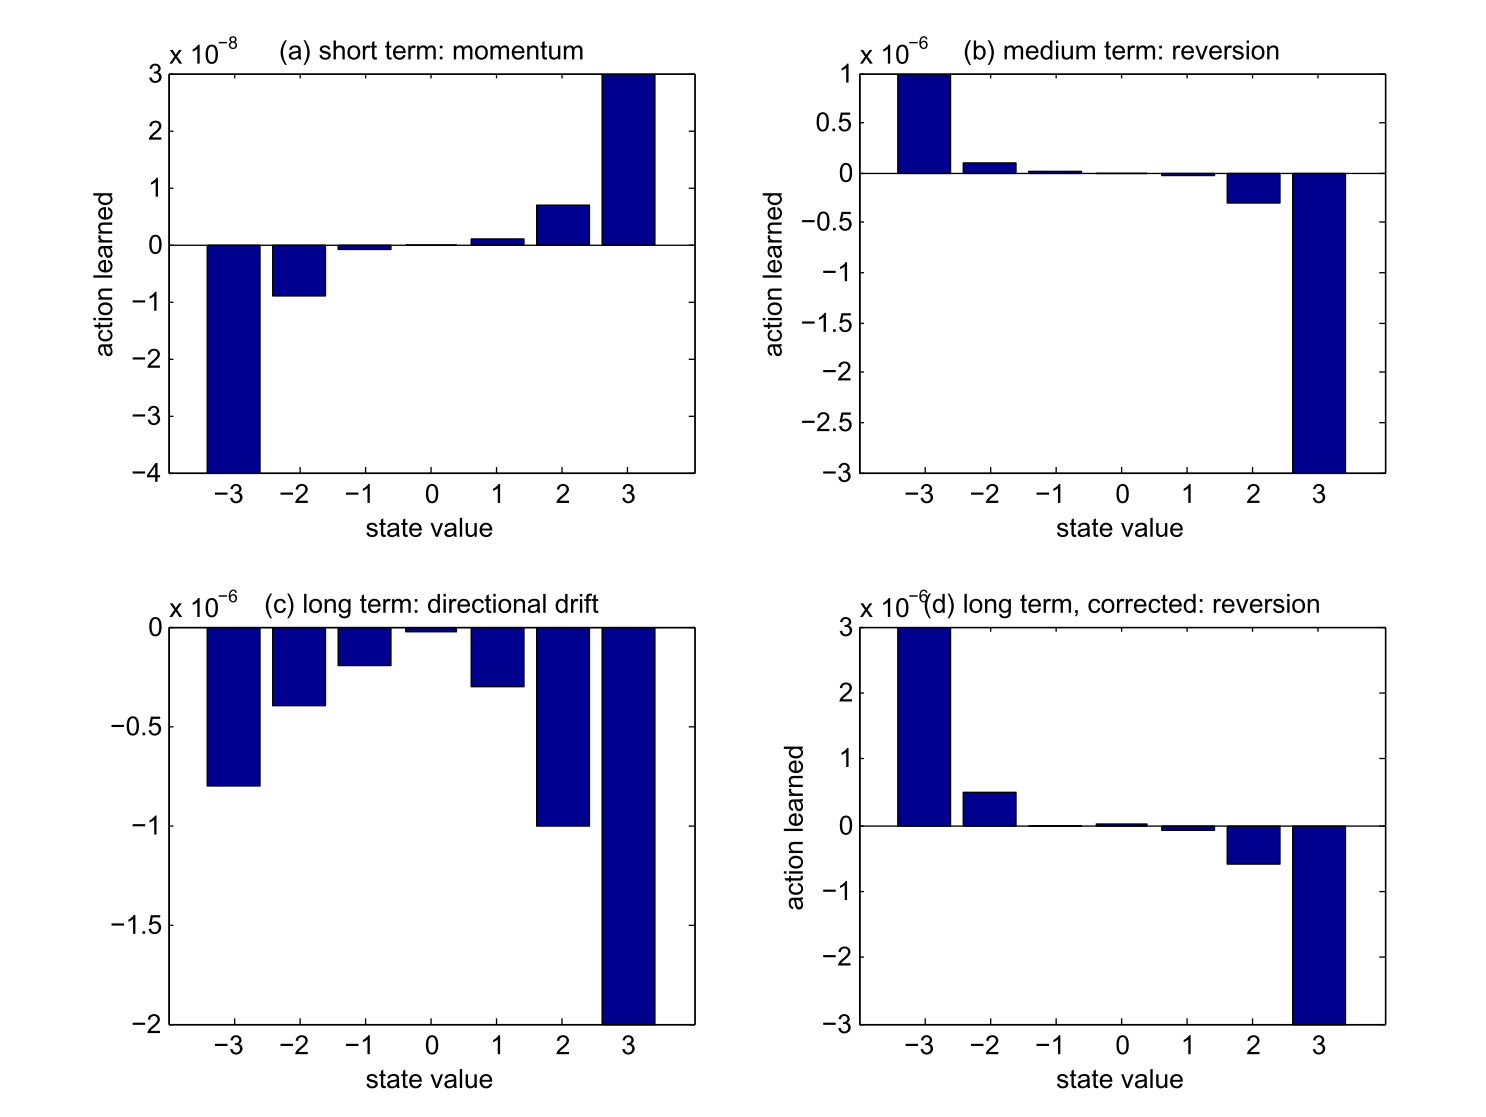 x 10−8 (a) short term: momentum
3
2
1
0
−1
−2
−3
−4
action learned
−3 −2 −1 0 1 2 3
state value
x 10−6 (b) medium term: reversion
1
0.5
0
−0.5
−1
−1.5
−2
−2.5
−3
action learned
−3 −2 −1 0 1 2 3
state value
x 10−6 (c) long term: directional drift
0
−0.5
−1
−1.5
−2
−3 −2 −1 0 1 2 3
state value
x 10−6 (d) long term, corrected: reversion
3
2
1
0
−1
−2
−3
action learned
−3 −2 −1 0 1 2 3
state value